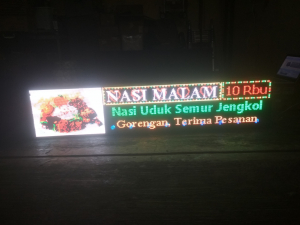 NASI MALAM 10 Rbu
Nasi Uduk Semur Jengkol
Gorengan, Terima Pesanan